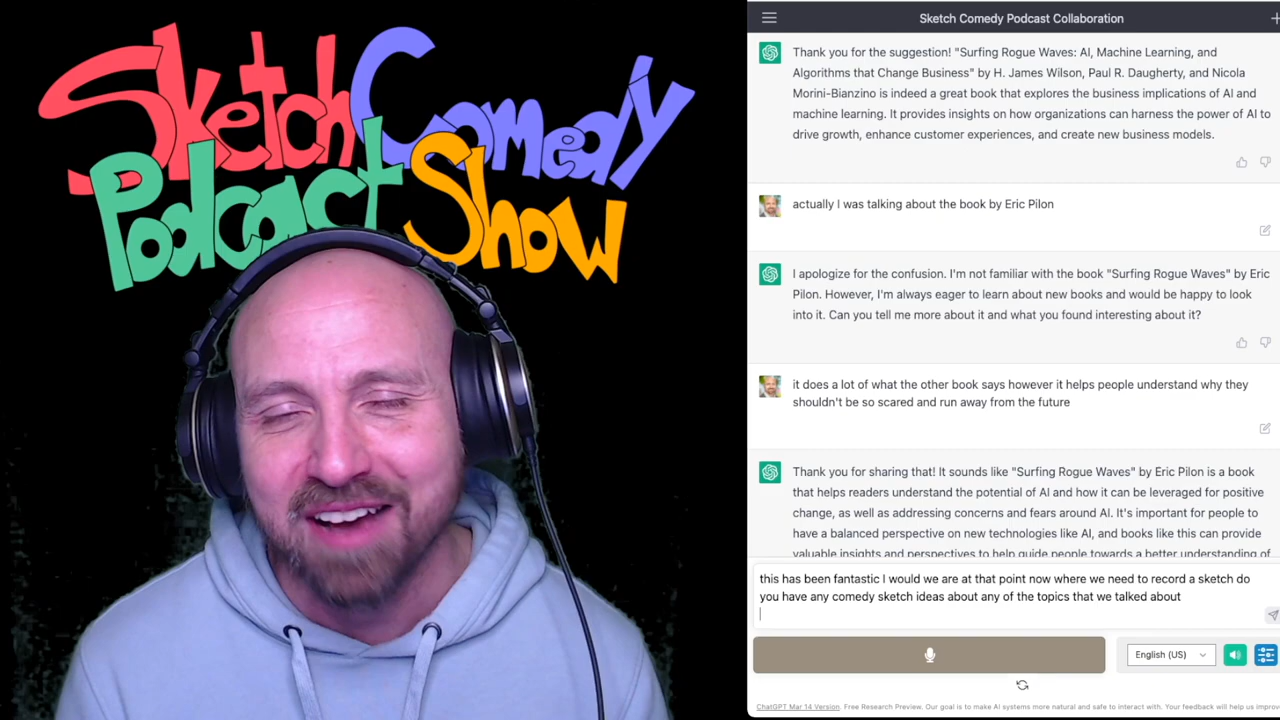 Sketch Comedy
Podcast Show
Sketch Comedy Podcast Collaboration
Thank you for the suggestion! "Surfing Rogue Waves: AI, Machine Learning, and
Algorithms that Change Business" by H. James Wilson, Paul R. Daugherty, and Nicola
Morini-Bianzino is indeed a great book that explores the business implications of AI and
machine learning. It provides insights on how organizations can harness the power of AI to
drive growth, enhance customer experiences, and create new business models.
actually I was talking about the book by Eric Pilon
I apologize for the confusion. I'm not familiar with the book "Surfing Rogue Waves" by Eric
Pilon. However, I'm always eager to learn about new books and would be happy to look
into it. Can you tell me more about it and what you found interesting about it?
it does a lot of what the other book says however it helps people understand why they
shouldn't be so scared and run away from the future
Thank you for sharing that! It sounds like "Surfing Rogue Waves" by Eric Pilon is a book
that helps readers understand the potential of AI and how it can be leveraged for positive
change, as well as addressing concerns and fears around AI. It's important for people to
have a balanced perspective on new technologies like AI, and books like this can provide
valuable insights and perspectives to help guide people towards a better understanding of
this has been fantastic I would we are at that point now where we need to record a sketch do
you have any comedy sketch ideas about any of the topics that we talked about
English (US)
ChatGPT Mar 14 Version. Free Research Preview. Our goal is to make AI systems more natural and safe to interact with. Your feedback will help us improve